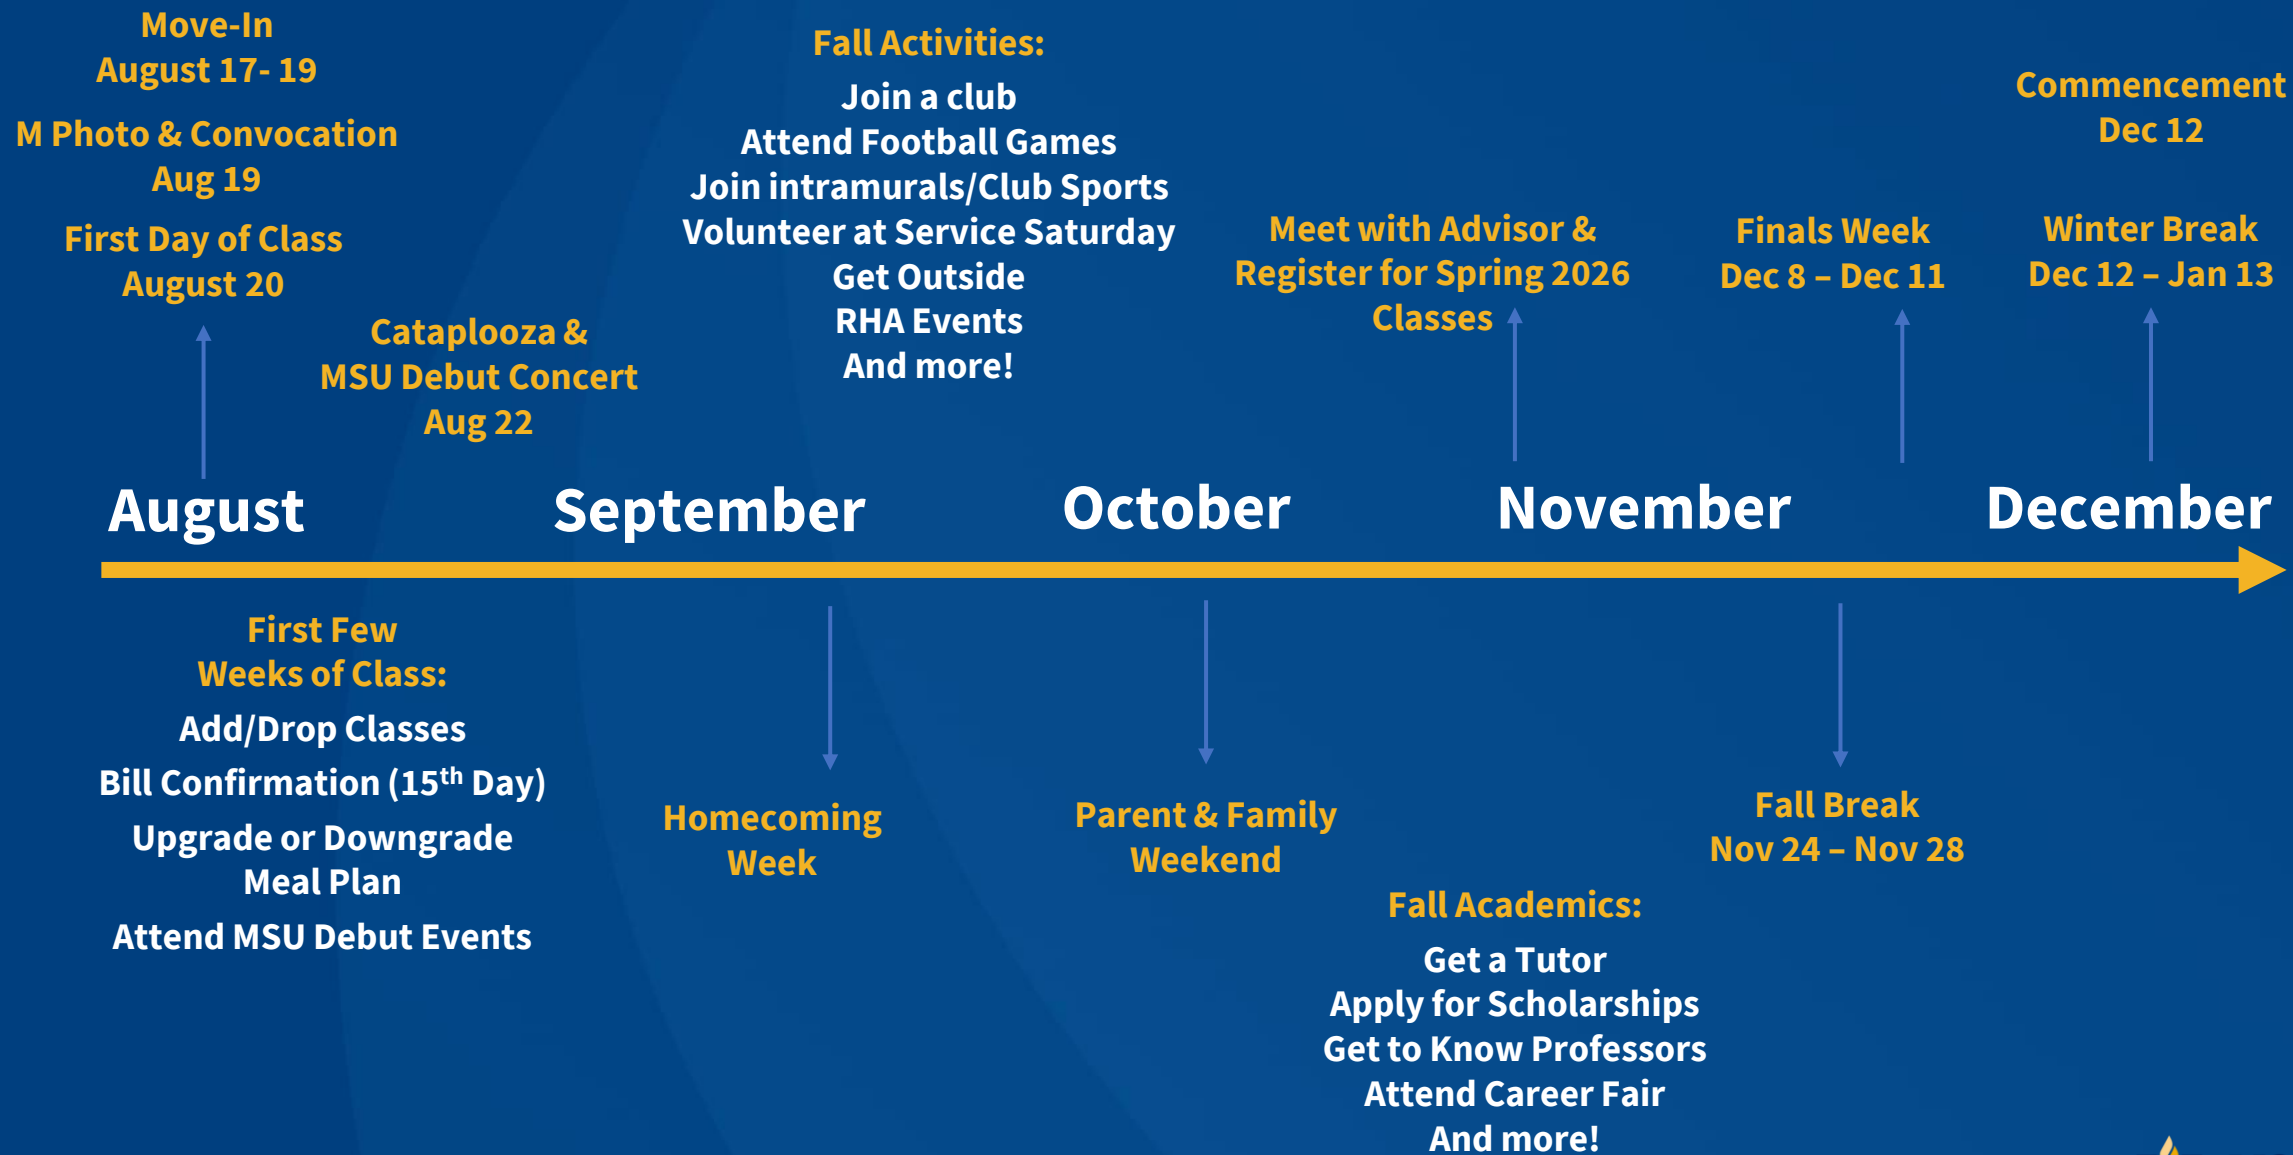 Move-In
August 17- 19
M Photo & Convocation
Aug 19
First Day of Class
August 20
Cataplooza &
MSU Debut Concert
Aug 22
Fall Activities:
Join a club
Attend Football Games
Join intramurals/Club Sports
Volunteer at Service Saturday
Get Outside
RHA Events
And more!
Meet with Advisor &
Register for Spring 2026
Classes
Finals Week
Dec 8 – Dec 11
Commencement
Dec 12
Winter Break
Dec 12 – Jan 13
August
September
October
November
December
First Few
Weeks of Class:
Add/Drop Classes
Bill Confirmation (15th Day)
Upgrade or Downgrade
Meal Plan
Attend MSU Debut Events
Homecoming
Week
Parent & Family
Weekend
Fall Break
Nov 24 – Nov 28
Fall Academics:
Get a Tutor
Apply for Scholarships
Get to Know Professors
Attend Career Fair
And more!